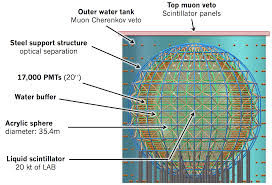 Top muon veto
Scintillator panels
Outer water tank
Muon Cherenkov veto
Steel support structure
optical separation
17,000 PMTs (20")
Water buffer
Acrylic sphere
diameter: 35.4m
Liquid scintillator
20 kt of LAB